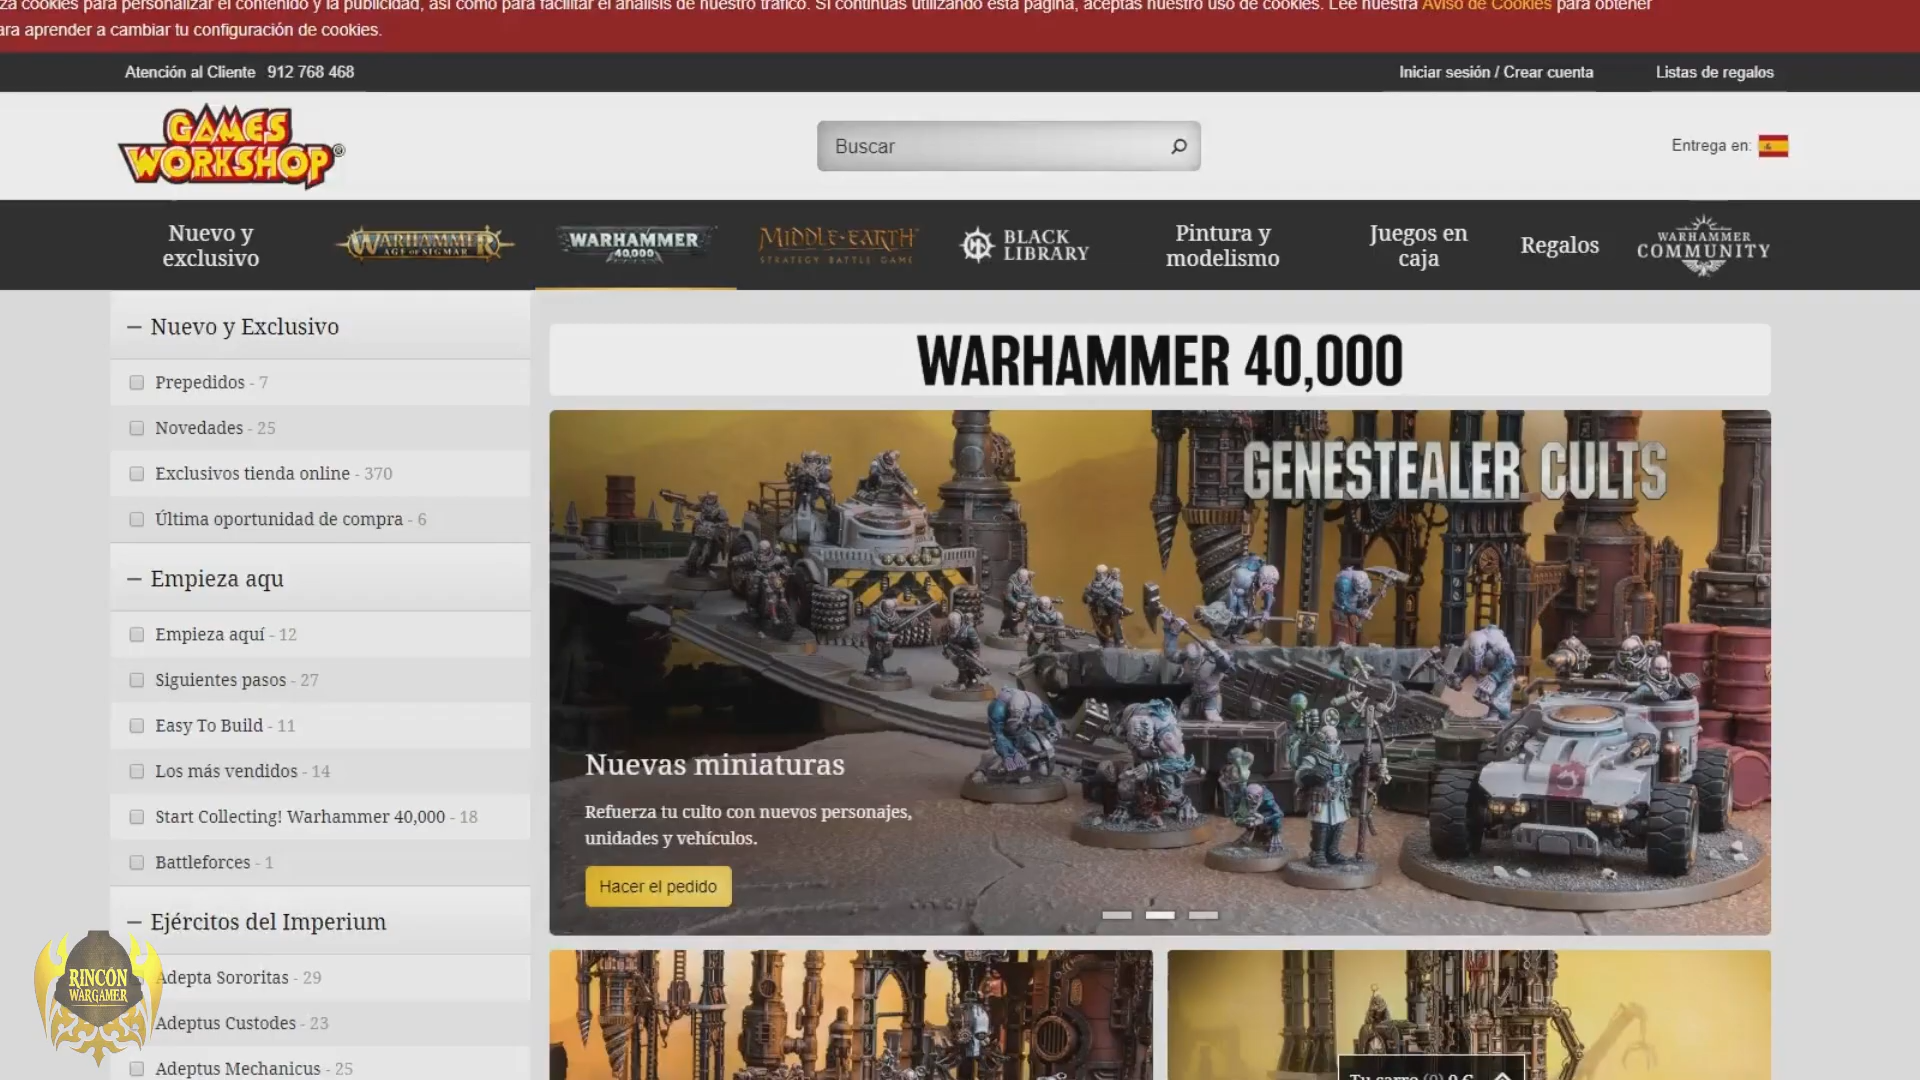 za cookies para personalizar el contenido y la publicidad, así como para facilitar el análisis de nuestro tráfico. Si continúas utilizando esta página, aceptas nuestro uso de cookies. Lee nuestra Aviso de Cookies para obtener
ara aprender a cambiar tu configuración de cookies.
Atención al Cliente 912 768 468
Iniciar sesión / Crear cuenta
Listas de regalos
GAMES WORKSHOP®
Buscar
Entrega en:
Nuevo y exclusivo
WARHAMMER AGE OF SIGMAR
WARHAMMER 40,000
MIDDLE-EARTH STRATEGY BATTLE GAME
BLACK LIBRARY
Pintura y modelismo
Juegos en caja
Regalos
WARHAMMER COMMUNITY
Nuevo y Exclusivo
Prepedidos - 7
Novedades - 25
Exclusivos tienda online - 370
Última oportunidad de compra - 6
Empieza aqu
Empieza aquí - 12
Siguientes pasos - 27
Easy To Build - 11
Los más vendidos - 14
Start Collecting! Warhammer 40,000 - 18
Battleforces - 1
Ejércitos del Imperium
Adepta Sororitas - 29
Adeptus Custodes - 23
Adeptus Mechanicus - 25
RINCÓN
WARGAMER
WARHAMMER 40,000
GENESTEALER CULTS
Nuevas miniaturas
Refuerza tu culto con nuevos personajes,
unidades y vehículos.
Hacer el pedido
Tu carro (0) 0 €